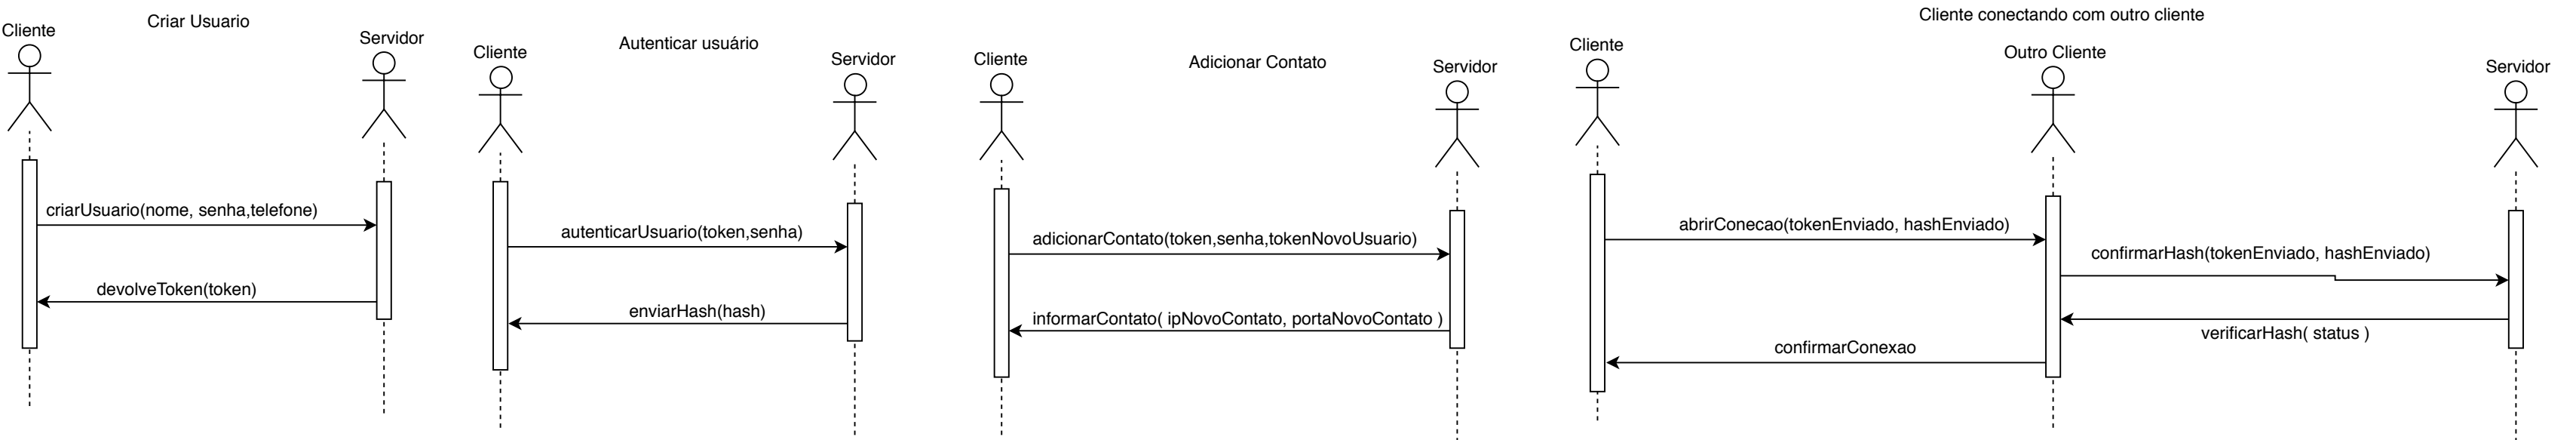 Criar Usuario
Cliente
Servidor
criarUsuario(nome, senha,telefone)
devolveToken(token)
Autenticar usuário
Cliente
Servidor
autenticarUsuario(token,senha)
enviarHash(hash)
Adicionar Contato
Cliente
Servidor
adicionarContato(token,senha,tokenNovoUsuario)
informarContato( ipNovoContato, portaNovoContato )
Cliente conectando com outro cliente
Cliente
Outro Cliente
Servidor
abrirConecao(tokenEnviado, hashEnviado)
confirmarHash(tokenEnviado, hashEnviado)
verificarHash( status )
confirmarConexao